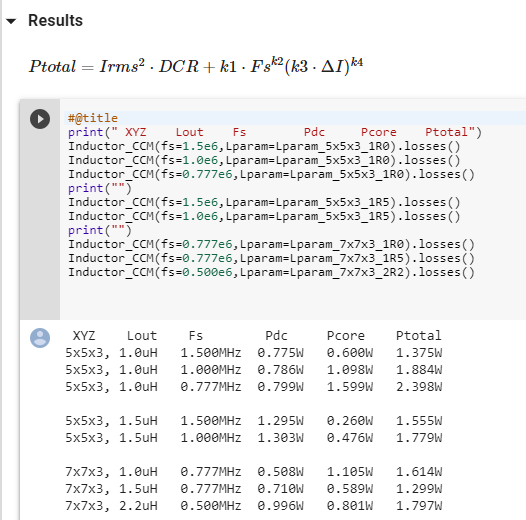 Results
Ptotal = Irms² · DCR + k1 · Fs^k2(k3 · ΔI)^k4
#@title
print(" XYZ    Lout    Fs        Pdc     Pcore    Ptotal")
Inductor_CCM(fs=1.5e6,Lparam=Lparam_5x5x3_1R0).losses()
Inductor_CCM(fs=1.0e6,Lparam=Lparam_5x5x3_1R0).losses()
Inductor_CCM(fs=0.777e6,Lparam=Lparam_5x5x3_1R0).losses()
print("")
Inductor_CCM(fs=1.5e6,Lparam=Lparam_5x5x3_1R5).losses()
Inductor_CCM(fs=1.0e6,Lparam=Lparam_5x5x3_1R5).losses()
print("")
Inductor_CCM(fs=0.777e6,Lparam=Lparam_7x7x3_1R0).losses()
Inductor_CCM(fs=0.777e6,Lparam=Lparam_7x7x3_1R5).losses()
Inductor_CCM(fs=0.500e6,Lparam=Lparam_7x7x3_2R2).losses()
XYZ    Lout    Fs        Pdc     Pcore    Ptotal
5x5x3, 1.0uH   1.500MHz  0.775W   0.600W   1.375W
5x5x3, 1.0uH   1.000MHz  0.786W   1.098W   1.884W
5x5x3, 1.0uH   0.777MHz  0.799W   1.599W   2.398W
5x5x3, 1.5uH   1.500MHz  1.295W   0.260W   1.555W
5x5x3, 1.5uH   1.000MHz  1.303W   0.476W   1.779W
7x7x3, 1.0uH   0.777MHz  0.508W   1.105W   1.614W
7x7x3, 1.5uH   0.777MHz  0.710W   0.589W   1.299W
7x7x3, 2.2uH   0.500MHz  0.996W   0.801W   1.797W